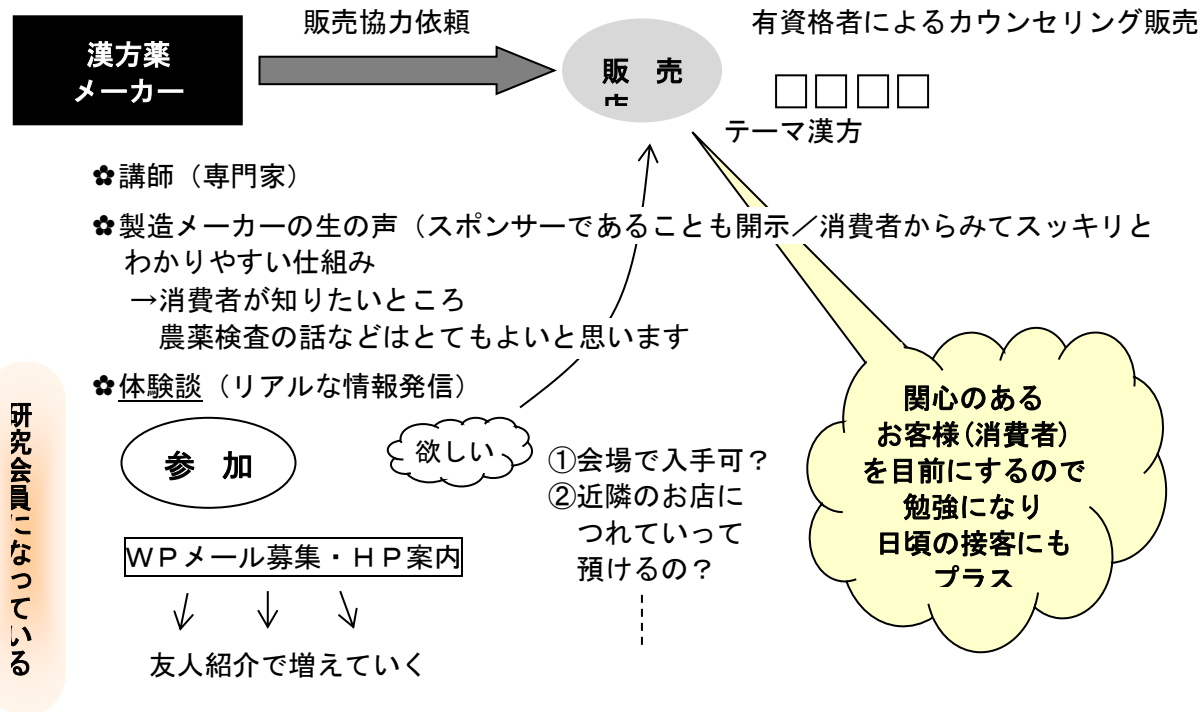 漢方薬
メーカー
販売協力依頼
販 売
店
有資格者によるカウンセリング販売
□□□□
テーマ漢方
✿講師（専門家）
✿製造メーカーの生の声（スポンサーであることも開示／消費者からみてスッキリと
わかりやすい仕組み
→消費者が知りたいところ
農薬検査の話などはとてもよいと思います
✿体験談（リアルな情報発信）
研究会員になっている
参 加
欲しい
①会場で入手可？
②近隣のお店に
つれていって
預けるの？
ＷＰメール募集・ＨＰ案内
友人紹介で増えていく
関心のある
お客様(消費者)
を目前にするので
勉強になり
日頃の接客にも
プラス